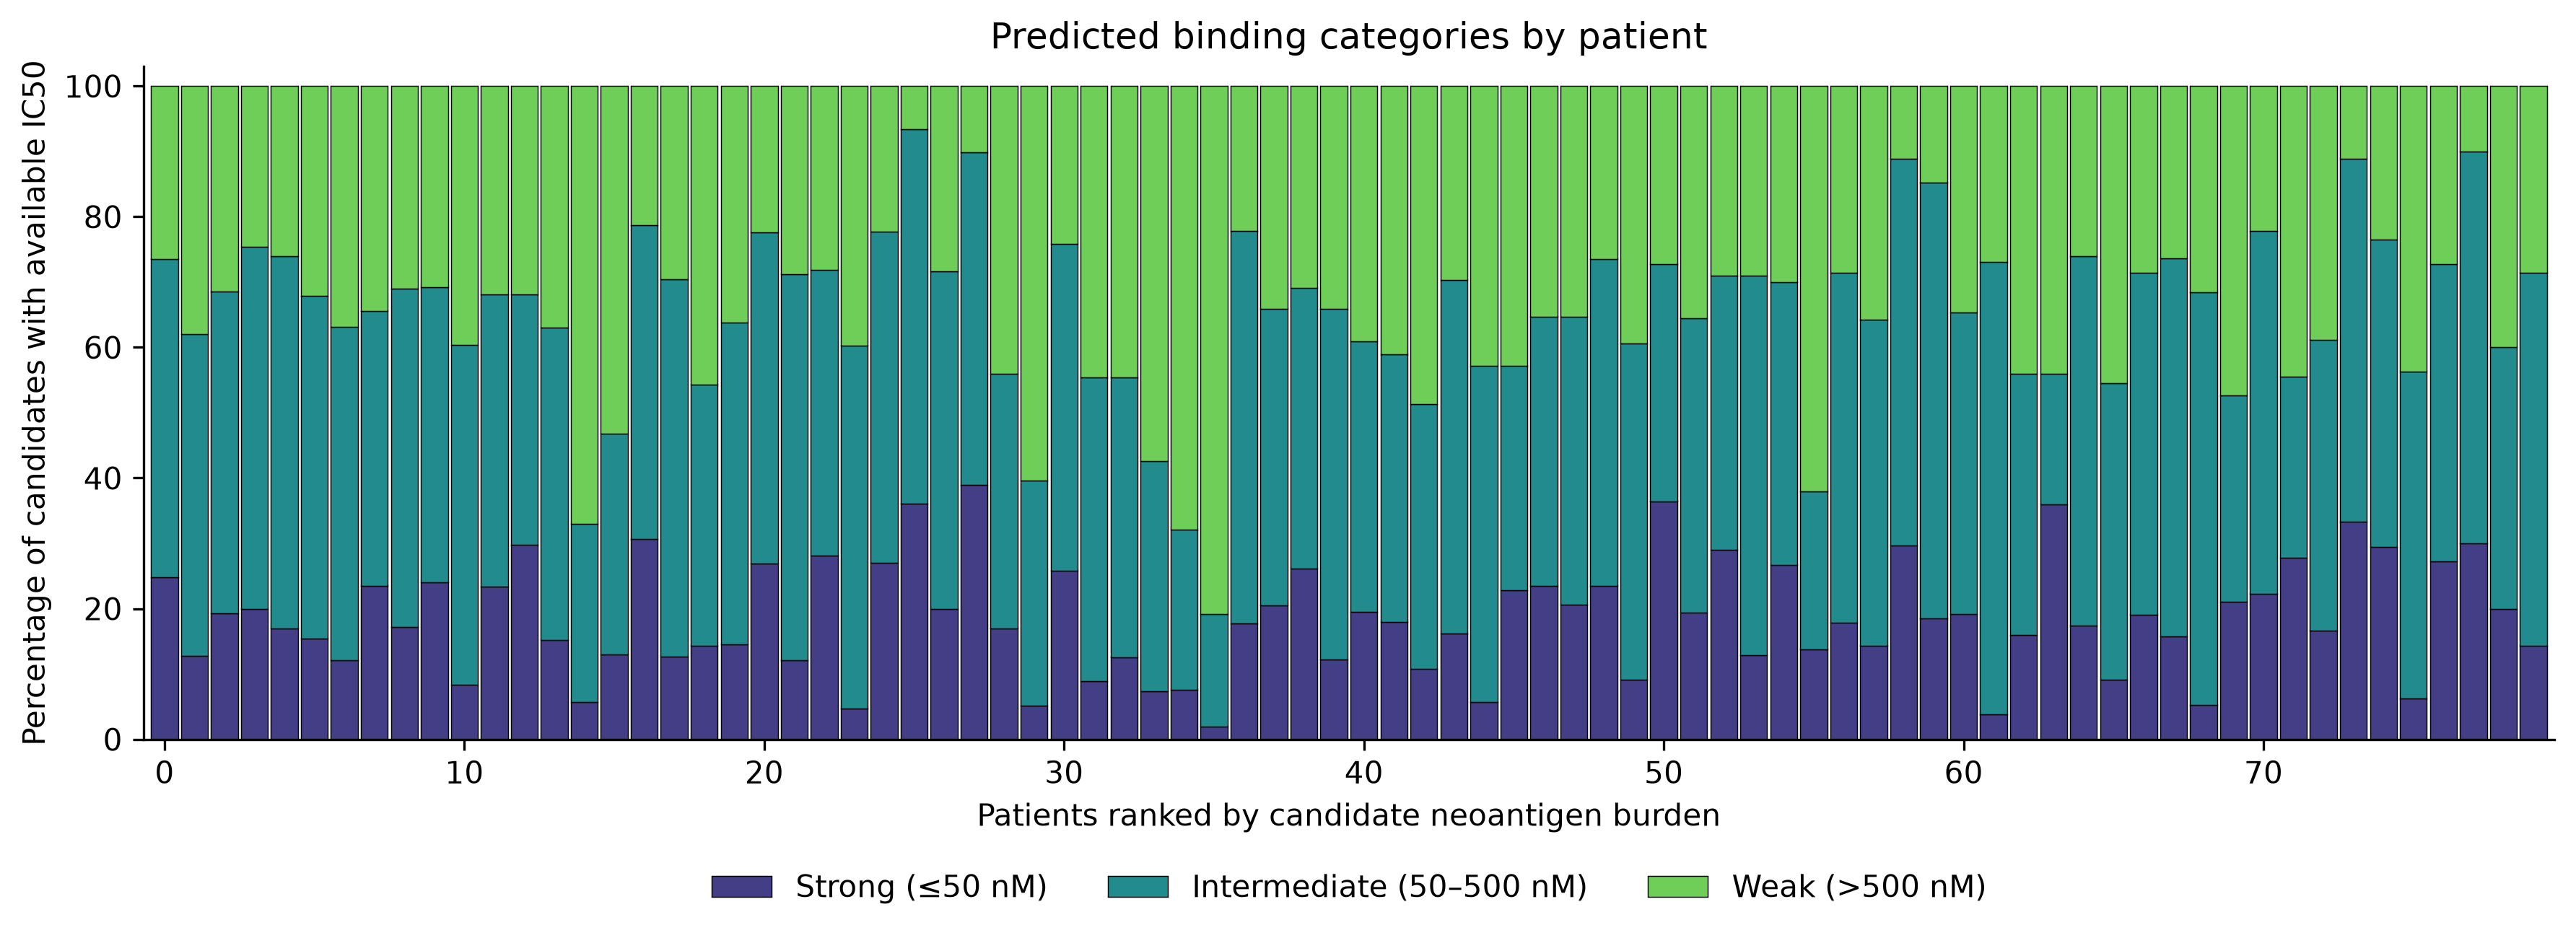 Predicted binding categories by patient
Percentage of candidates with available IC50
100
80
60
40
20
0
0 10 20 30 40 50 60 70
Patients ranked by candidate neoantigen burden
Strong (≤50 nM) Intermediate (50–500 nM) Weak (>500 nM)